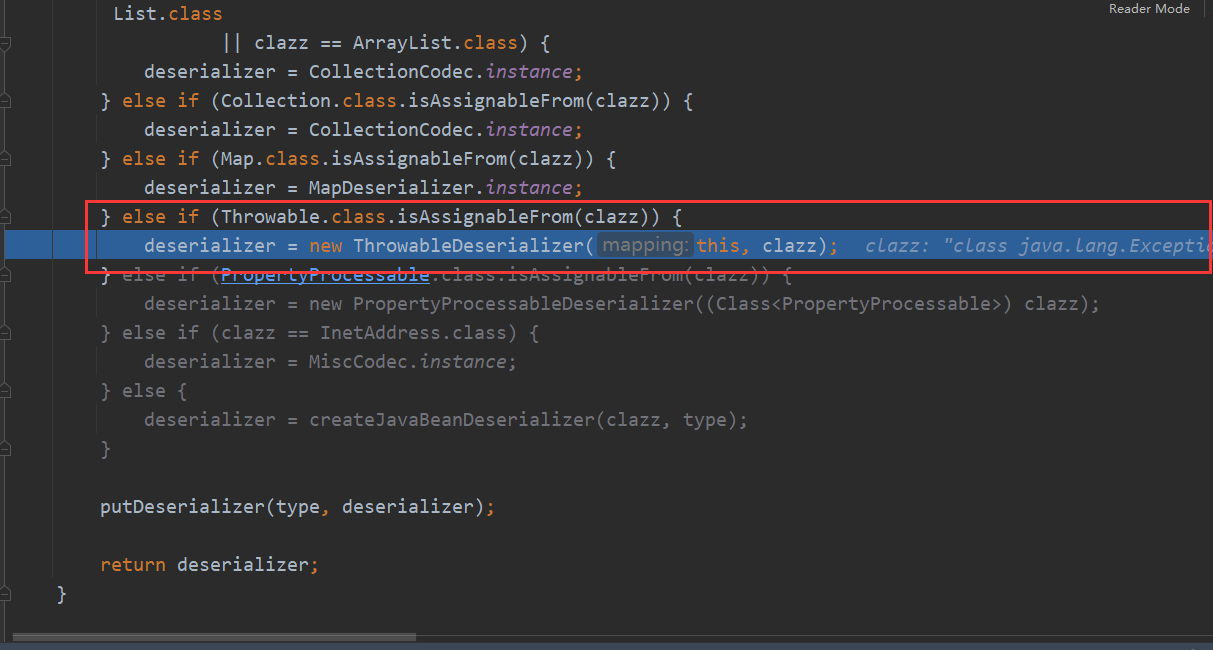 Reader Mode
List.class
|| clazz == ArrayList.class) {
deserializer = CollectionCodec.instance;
} else if (Collection.class.isAssignableFrom(clazz)) {
deserializer = CollectionCodec.instance;
} else if (Map.class.isAssignableFrom(clazz)) {
deserializer = MapDeserializer.instance;
} else if (Throwable.class.isAssignableFrom(clazz)) {
deserializer = new ThrowableDeserializer( mapping: this, clazz); clazz: "class java.lang.Exceptio
} else if (PropertyProcessable.class.isAssignableFrom(clazz)) {
deserializer = new PropertyProcessableDeserializer((Class<PropertyProcessable>) clazz);
} else if (clazz == InetAddress.class) {
deserializer = MiscCodec.instance;
} else {
deserializer = createJavaBeanDeserializer(clazz, type);
}
putDeserializer(type, deserializer);
return deserializer;
}